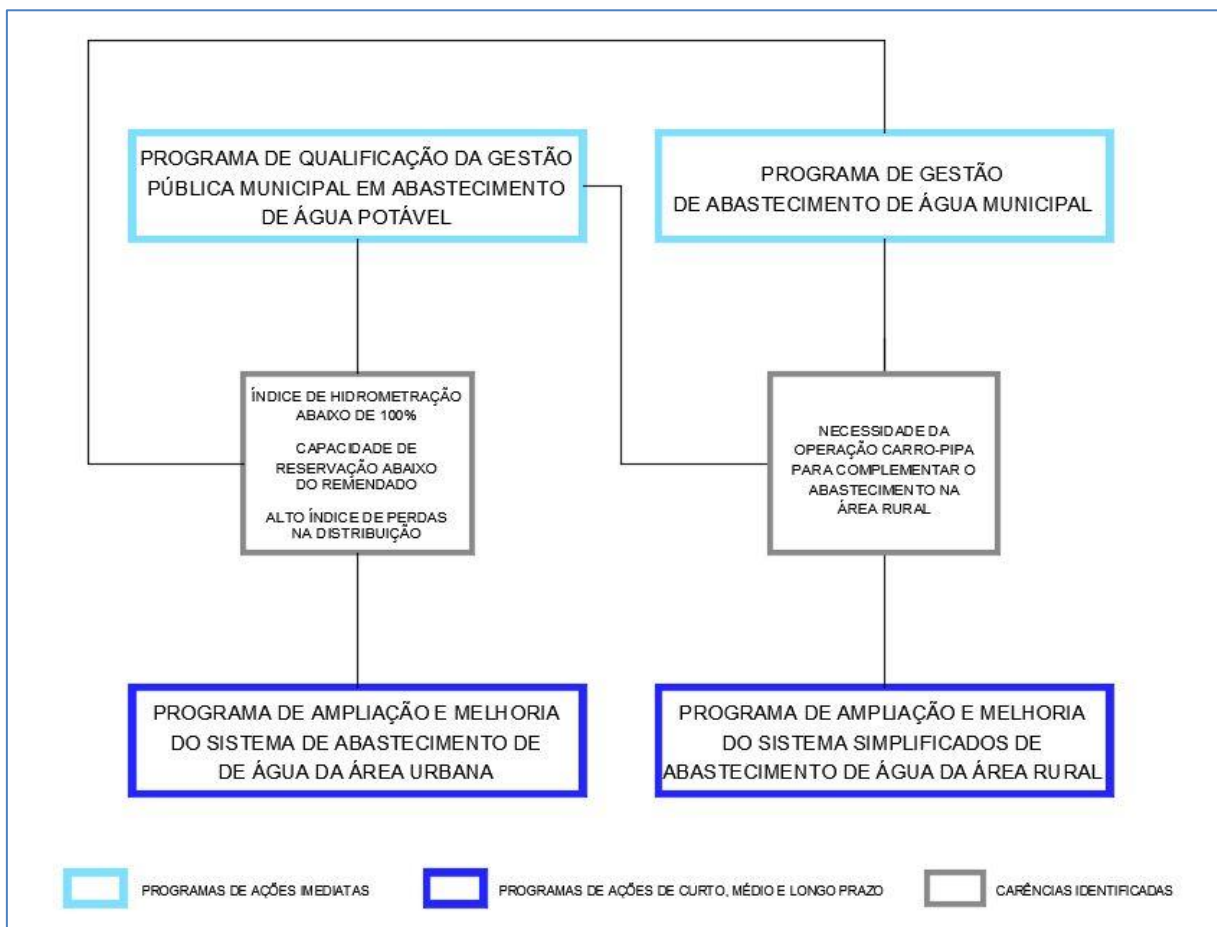 PROGRAMA DE QUALIFICAÇÃO DA GESTÃO
PÚBLICA MUNICIPAL EM ABASTECIMENTO
DE ÁGUA POTÁVEL
PROGRAMA DE GESTÃO
DE ABASTECIMENTO DE ÁGUA MUNICIPAL
ÍNDICE DE HIDROMETRAÇÃO
ABAIXO DE 100%
CAPACIDADE DE
RESERVAÇÃO ABAIXO
DO REMENDADO
ALTO ÍNDICE DE PERDAS
NA DISTRIBUIÇÃO
NECESSIDADE DA
OPERAÇÃO CARRO-PIPA
PARA COMPLEMENTAR O
ABASTECIMENTO NA
ÁREA RURAL
PROGRAMA DE AMPLIAÇÃO E MELHORIA
DO SISTEMA DE ABASTECIMENTO DE
DE ÁGUA DA ÁREA URBANA
PROGRAMA DE AMPLIAÇÃO E MELHORIA
DO SISTEMA SIMPLIFICADOS DE
ABASTECIMENTO DE ÁGUA DA ÁREA RURAL
PROGRAMAS DE AÇÕES IMEDIATAS
PROGRAMAS DE AÇÕES DE CURTO, MÉDIO E LONGO PRAZO
CARÊNCIAS IDENTIFICADAS